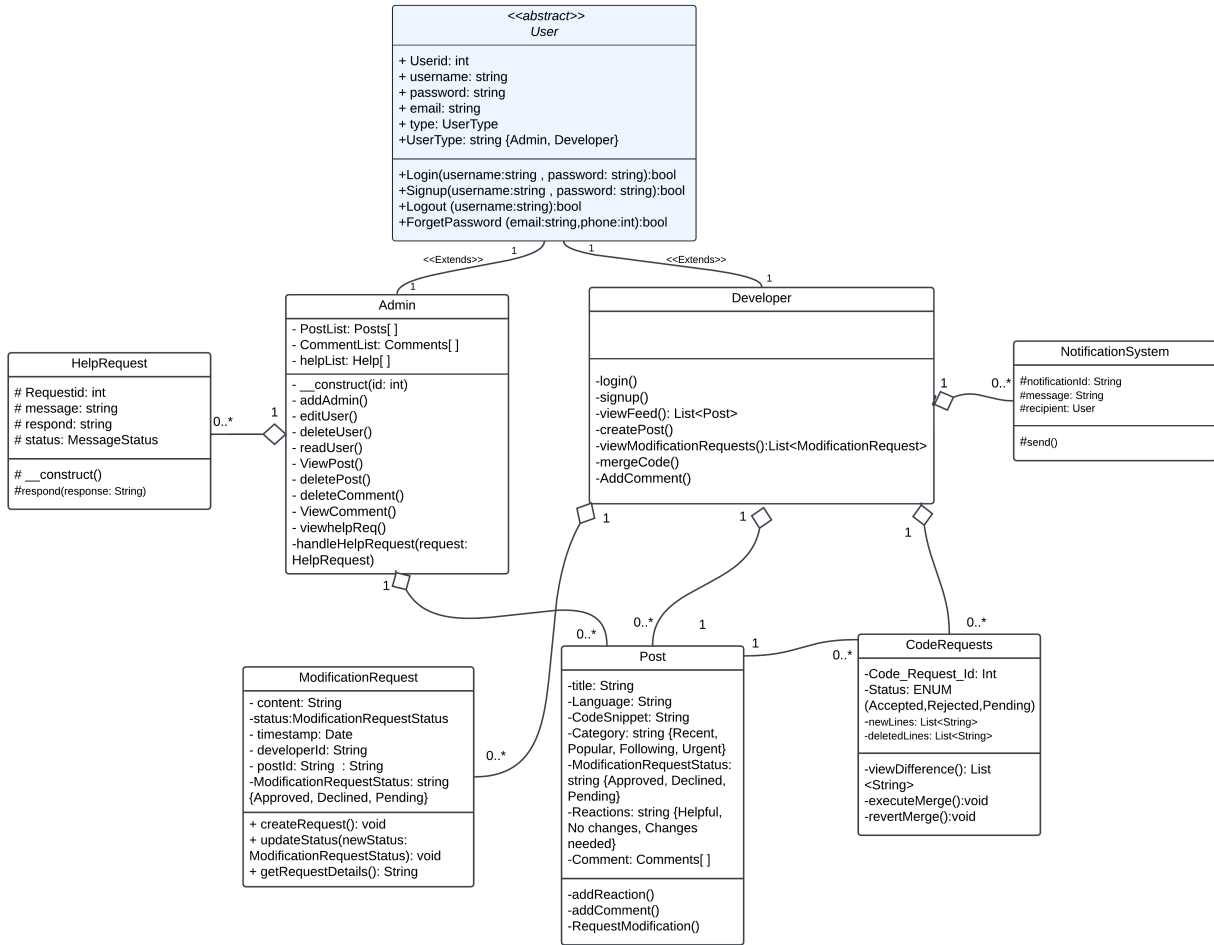 <<abstract>>
User
+ Userid: int
+ username: string
+ password: string
+ email: string
+ type: UserType
+UserType: string {Admin, Developer}
+Login(username:string , password: string):bool
+Signup(username:string , password: string):bool
+Logout (username:string):bool
+ForgetPassword (email:string,phone:int):bool
1
1
<<Extends>>
<<Extends>>
1
1
Admin
- PostList: Posts[ ]
- CommentList: Comments[ ]
- helpList: Help[ ]
- __construct(id: int)
- addAdmin()
- editUser()
- deleteUser()
- readUser()
- ViewPost()
- deletePost()
- deleteComment()
- ViewComment()
- viewhelpReq()
-handleHelpRequest(request:
HelpRequest)
Developer
-login()
-signup()
-viewFeed(): List<Post>
-createPost()
-viewModificationRequests():List<ModificationRequest>
-mergeCode()
-AddComment()
HelpRequest
# Requestid: int
# message: string
# respond: string
# status: MessageStatus
# __construct()
#respond(response: String)
0..*
1
NotificationSystem
#notificationId: String
#message: String
#recipient: User
#send()
1
0..*
1
1
1
1
0..*
0..*
1
0..*
1
0..*
0..*
ModificationRequest
- content: String
-status:ModificationRequestStatus
- timestamp: Date
- developerId: String
- postId: String  : String
-ModificationRequestStatus: string
{Approved, Declined, Pending}
+ createRequest(): void
+ updateStatus(newStatus:
ModificationRequestStatus): void
+ getRequestDetails(): String
Post
-title: String
-Language: String
-CodeSnippet: String
-Category: string {Recent,
Popular, Following, Urgent}
-ModificationRequestStatus:
string {Approved, Declined,
Pending}
-Reactions: string {Helpful,
No changes, Changes
needed}
-Comment: Comments[ ]
-addReaction()
-addComment()
-RequestModification()
CodeRequests
-Code_Request_Id: Int
-Status: ENUM
(Accepted,Rejected,Pending)
-newLines: List<String>
-deletedLines: List<String>
-viewDifference(): List
<String>
-executeMerge():void
-revertMerge():void